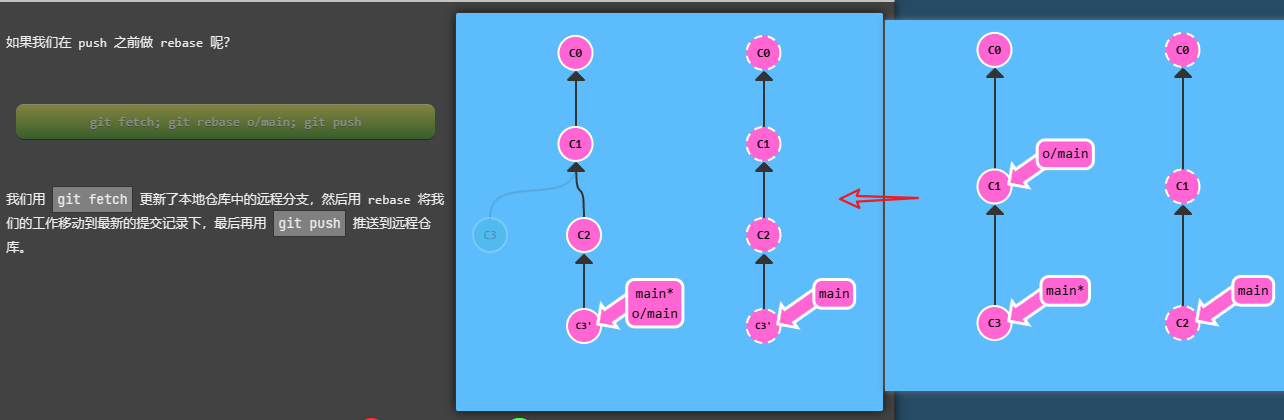 如果我们在 push 之前做 rebase 呢?
git fetch; git rebase o/main; git push
我们用 git fetch 更新了本地仓库中的远程分支, 然后用 rebase 将我
们的工作移动到最新的提交记录下, 最后再用 git push 推送到远程仓
库。
C0
C1
C3
C2
main*
o/main
C3'
C0
C1
C2
main
C3'
C0
o/main
C1
main*
C3
C0
C1
main
C2